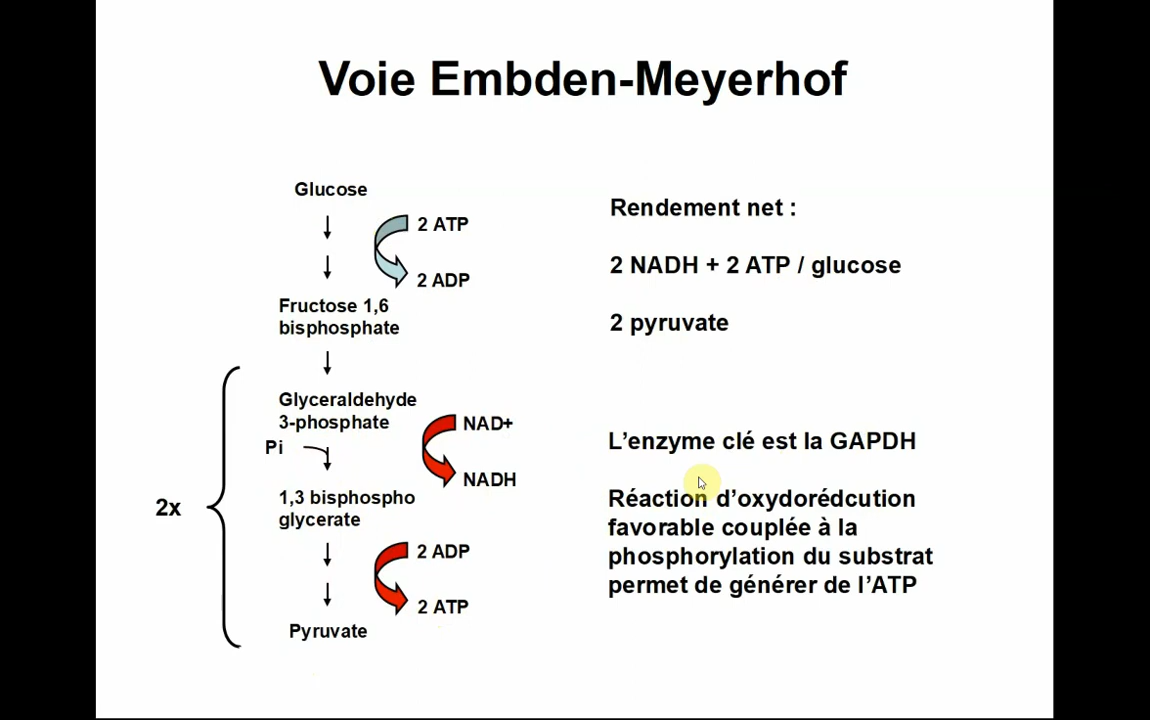 Voie Embden-Meyerhof
Glucose
2 ATP
2 ADP
Fructose 1,6
bisphosphate
Glyceraldehyde
3-phosphate
Pi
NAD+
NADH
2x
1,3 bisphospho
glycerate
2 ADP
2 ATP
Pyruvate
Rendement net :
2 NADH + 2 ATP / glucose
2 pyruvate
L’enzyme clé est la GAPDH
Réaction d’oxydorédcution
favorable couplée à la
phosphorylation du substrat
permet de générer de l’ATP